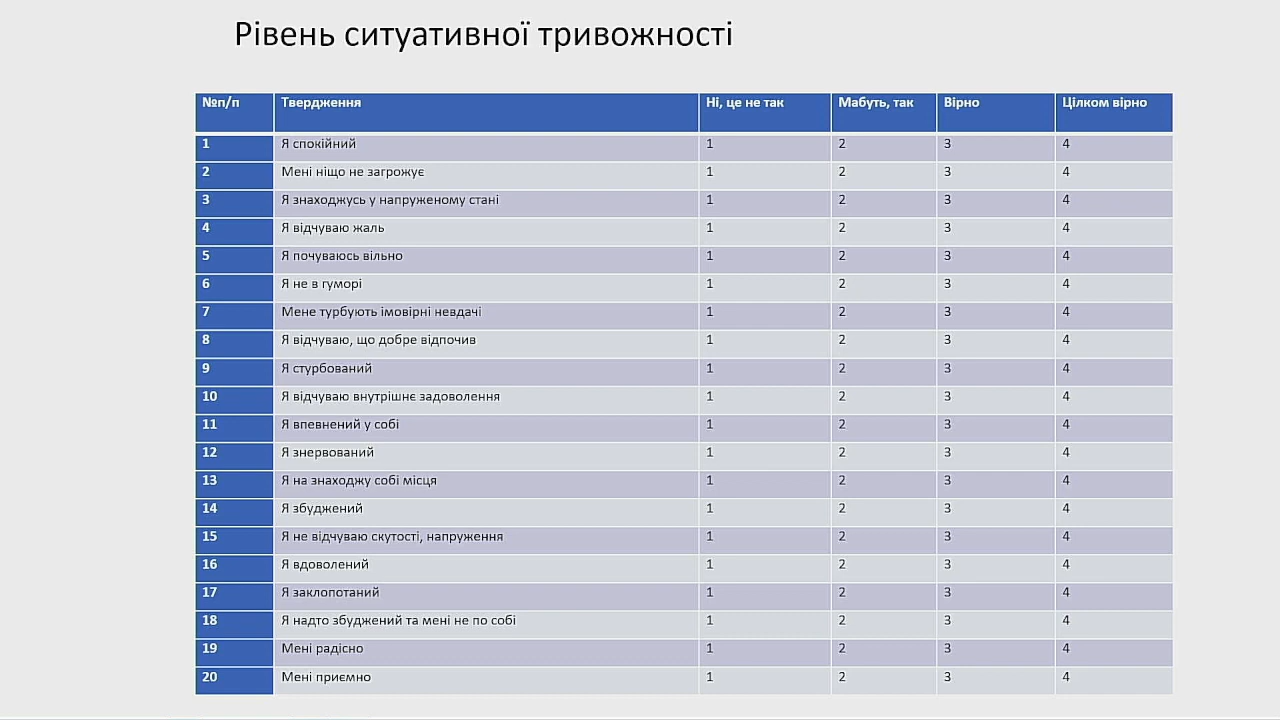 Рівень ситуативної тривожності
№п/п Твердження Ні, це не так Мабуть, так Вірно Цілком вірно
1 Я спокійний 1 2 3 4
2 Мені ніщо не загрожує 1 2 3 4
3 Я знаходжусь у напруженому стані 1 2 3 4
4 Я відчуваю жаль 1 2 3 4
5 Я почуваюсь вільно 1 2 3 4
6 Я не в гуморі 1 2 3 4
7 Мене турбують імовірні невдачі 1 2 3 4
8 Я відчуваю, що добре відпочив 1 2 3 4
9 Я стурбований 1 2 3 4
10 Я відчуваю внутрішнє задоволення 1 2 3 4
11 Я впевнений у собі 1 2 3 4
12 Я знервований 1 2 3 4
13 Я на знаходжу собі місця 1 2 3 4
14 Я збуджений 1 2 3 4
15 Я не відчуваю скутості, напруження 1 2 3 4
16 Я вдоволений 1 2 3 4
17 Я заклопотаний 1 2 3 4
18 Я надто збуджений та мені не по собі 1 2 3 4
19 Мені радісно 1 2 3 4
20 Мені приємно 1 2 3 4